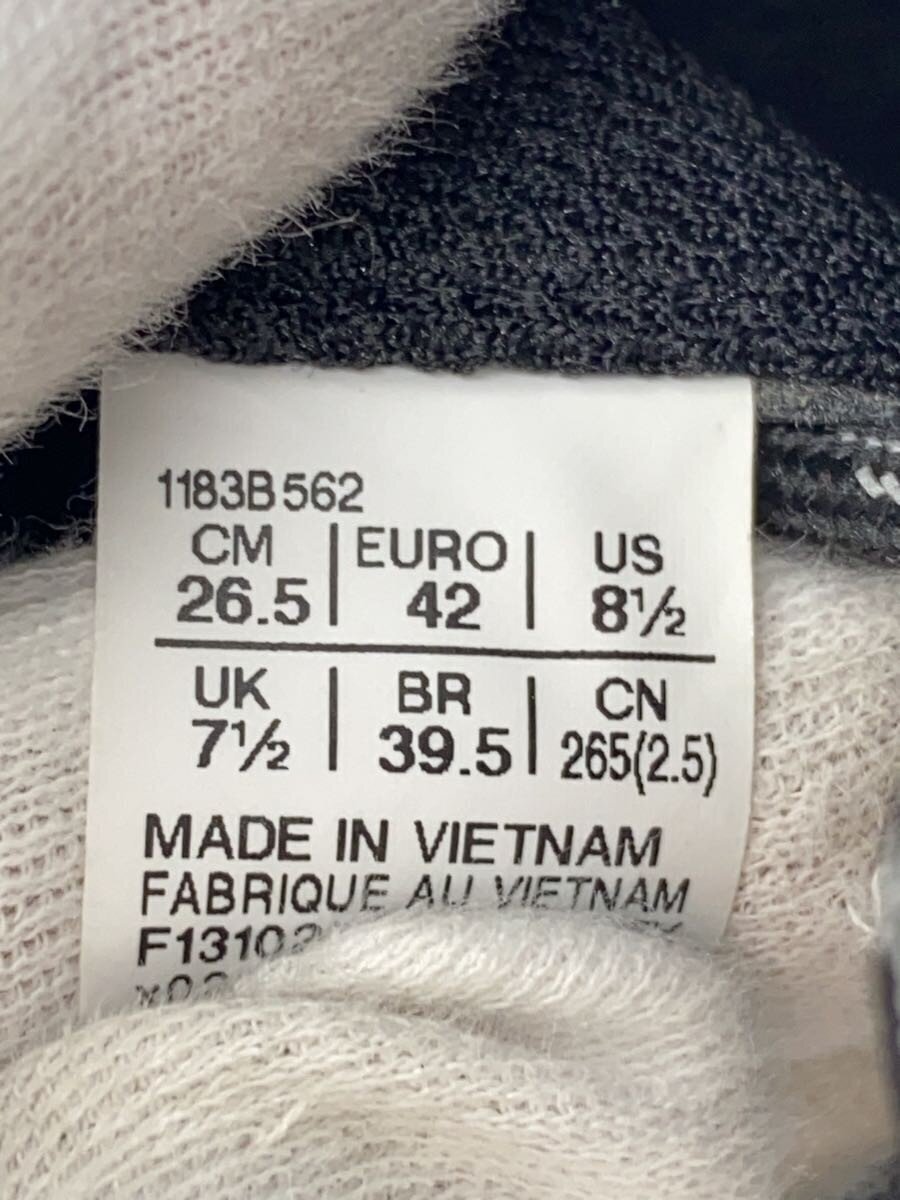 1183B562
CM EURO US
26.5 42 8½
UK BR CN
7½ 39.5 265(2.5)
MADE IN VIETNAM
FABRIQUE AU VIETNAM